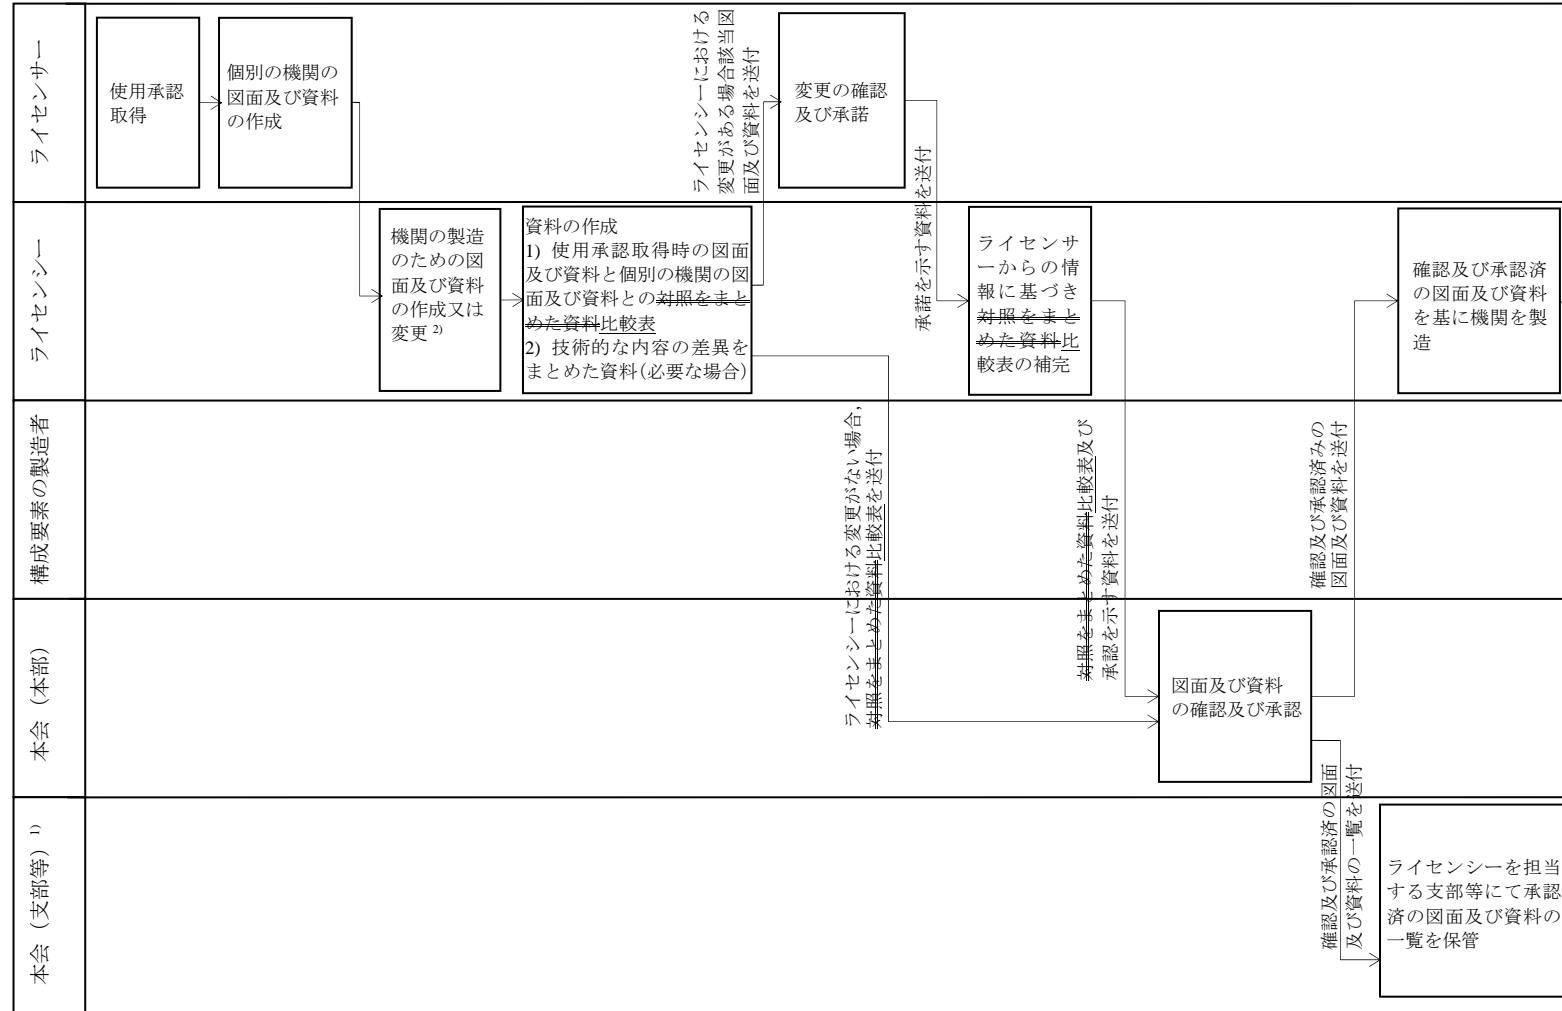 ライセンサー
使用承認
取得
個別の機関の
図面及び資料
の作成
ライセンシーにおける
変更がある場合該当図
面及び資料を送付
変更の確認
及び承諾
承諾を示す資料を送付
ライセンシー
機関の製造
のための図
面及び資料
の作成又は
変更 2)
資料の作成
1) 使用承認取得時の図面
及び資料と個別の機関の図
面及び資料との対照をまと
めた資料比較表
2) 技術的な内容の差異を
まとめた資料(必要な場合)
ライセンサ
ーからの情
報に基づき
対照をまと
めた資料比
較表の補完
確認及び承認済
の図面及び資料
を基に機関を製
造
構成要素の製造者
ライセンシーにおける変更がない場合,
対照をまとめた資料比較表を送付
対照をまとめた資料比較表及び
承認を示す資料を送付
確認及び承認済みの
図面及び資料を送付
本会（本部）
図面及び資料
の確認及び承認
確認及び承認済の図面
及び資料の一覧を送付
本会（支部等）1)
ライセンシーを担当
する支部等にて承認
済の図面及び資料の
一覧を保管